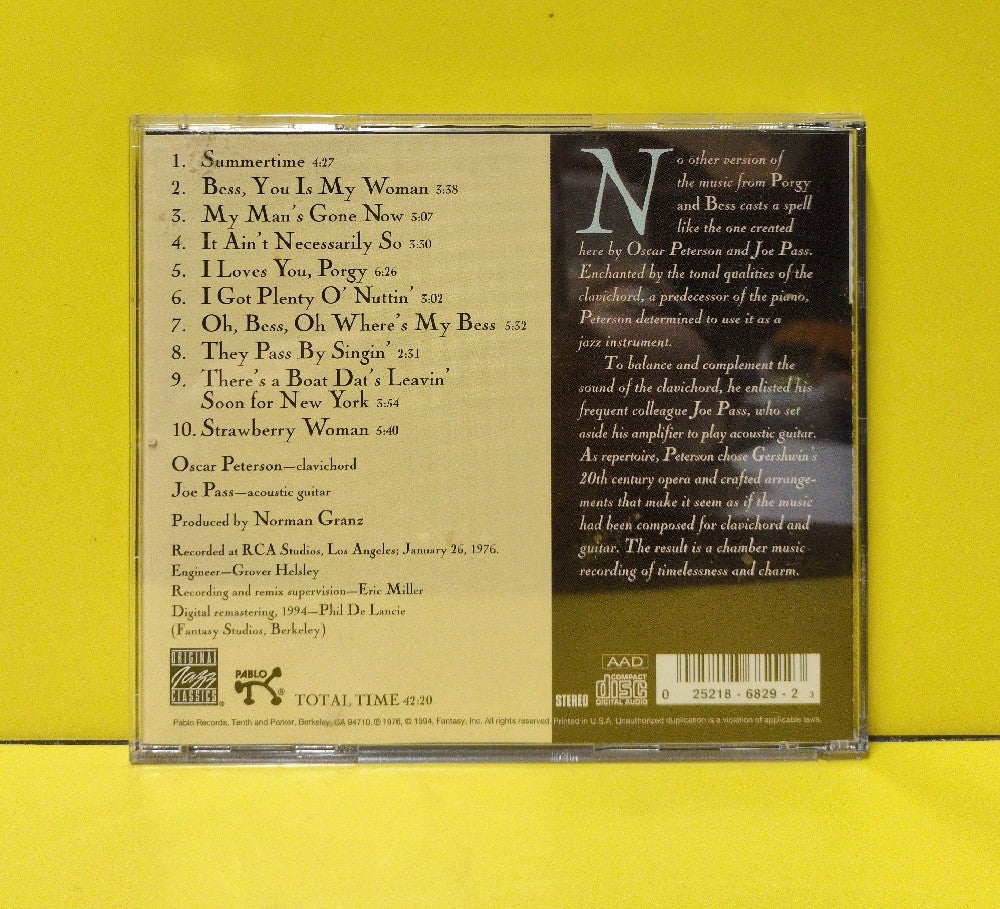 1. Summertime 4:27
2. Bess, You Is My Woman 3:38
3. My Man's Gone Now 3:07
4. It Ain't Necessarily So 3:30
5. I Loves You, Porgy 6:26
6. I Got Plenty O' Nuttin' 3:02
7. Oh, Bess, Oh Where's My Bess 5:32
8. They Pass By Singin' 2:31
9. There's a Boat Dat's Leavin'
Soon for New York 3:54
10. Strawberry Woman 5:40
Oscar Peterson—clavichord
Joe Pass—acoustic guitar
Produced by Norman Granz
Recorded at RCA Studios, Los Angeles; January 26, 1976.
Engineer—Grover Helsley
Recording and remix supervision—Eric Miller
Digital remastering, 1994—Phil De Lancie
(Fantasy Studios, Berkeley)
ORIGINAL
Jazz
CLASSICS
PABLO
TOTAL TIME 42:20
No other version of
the music from Porgy
and Bess casts a spell
like the one created
here by Oscar Peterson and Joe Pass.
Enchanted by the tonal qualities of the
clavichord, a predecessor of the piano,
Peterson determined to use it as a
jazz instrument.
To balance and complement the
sound of the clavichord, he enlisted his
frequent colleague Joe Pass, who set
aside his amplifier to play acoustic guitar.
As repertoire, Peterson chose Gershwin's
20th century opera and crafted arrange-
ments that make it seem as if the music
had been composed for clavichord and
guitar. The result is a chamber music
recording of timelessness and charm.
AAD
STEREO
COMPACT
disc
DIGITAL AUDIO
0 25218-6829-2 3
Pablo Records, Tenth and Parker, Berkeley, CA 94710. ℗ 1976, © 1994, Fantasy, Inc. All rights reserved. Printed in U.S.A. Unauthorized duplication is a violation of applicable laws.